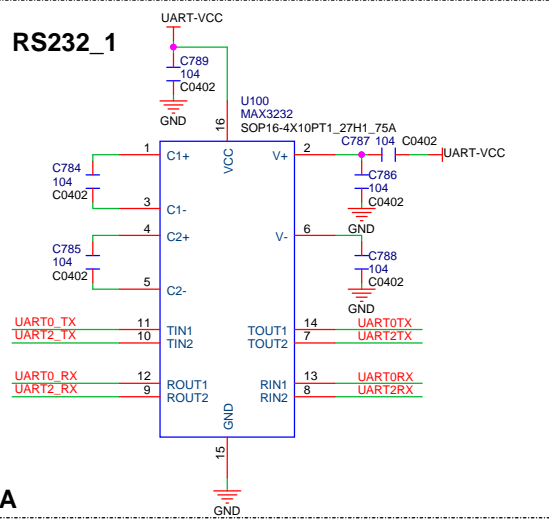 UART-VCC
RS232_1
C789
104
C0402
GND
U100
MAX3232
SOP16-4X10PT1_27H1_75A
16
VCC
1
C1+
V+
2
C787 104 C0402
UART-VCC
C784
104
C0402
C786
104
C0402
GND
3
C1-
4
C2+
V-
6
C785
104
C0402
C788
104
C0402
GND
5
C2-
UART0_TX
11
TIN1
TOUT1
14
UART0TX
UART2_TX
10
TIN2
TOUT2
7
UART2TX
UART0_RX
12
ROUT1
RIN1
13
UART0RX
UART2_RX
9
ROUT2
RIN2
8
UART2RX
GND
15
GND
A